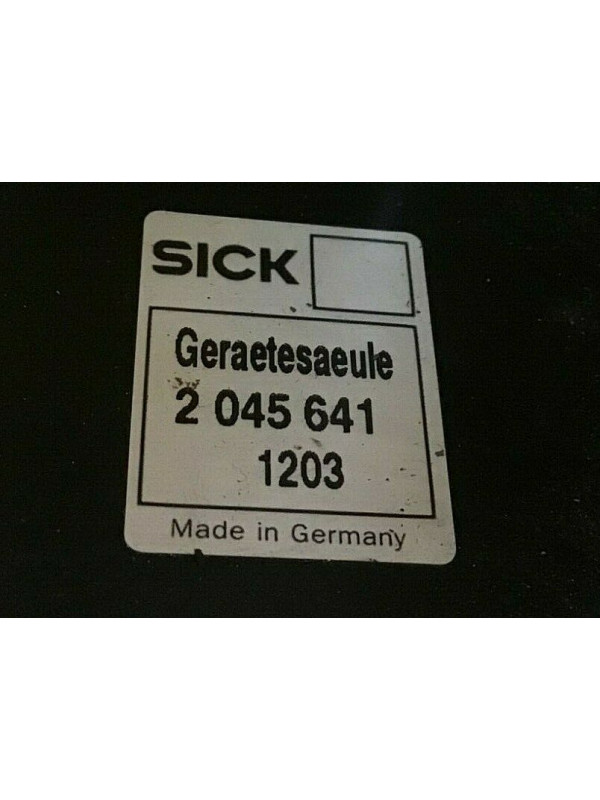 SICK
Geraetesaeule
2 045 641
1203
Made in Germany